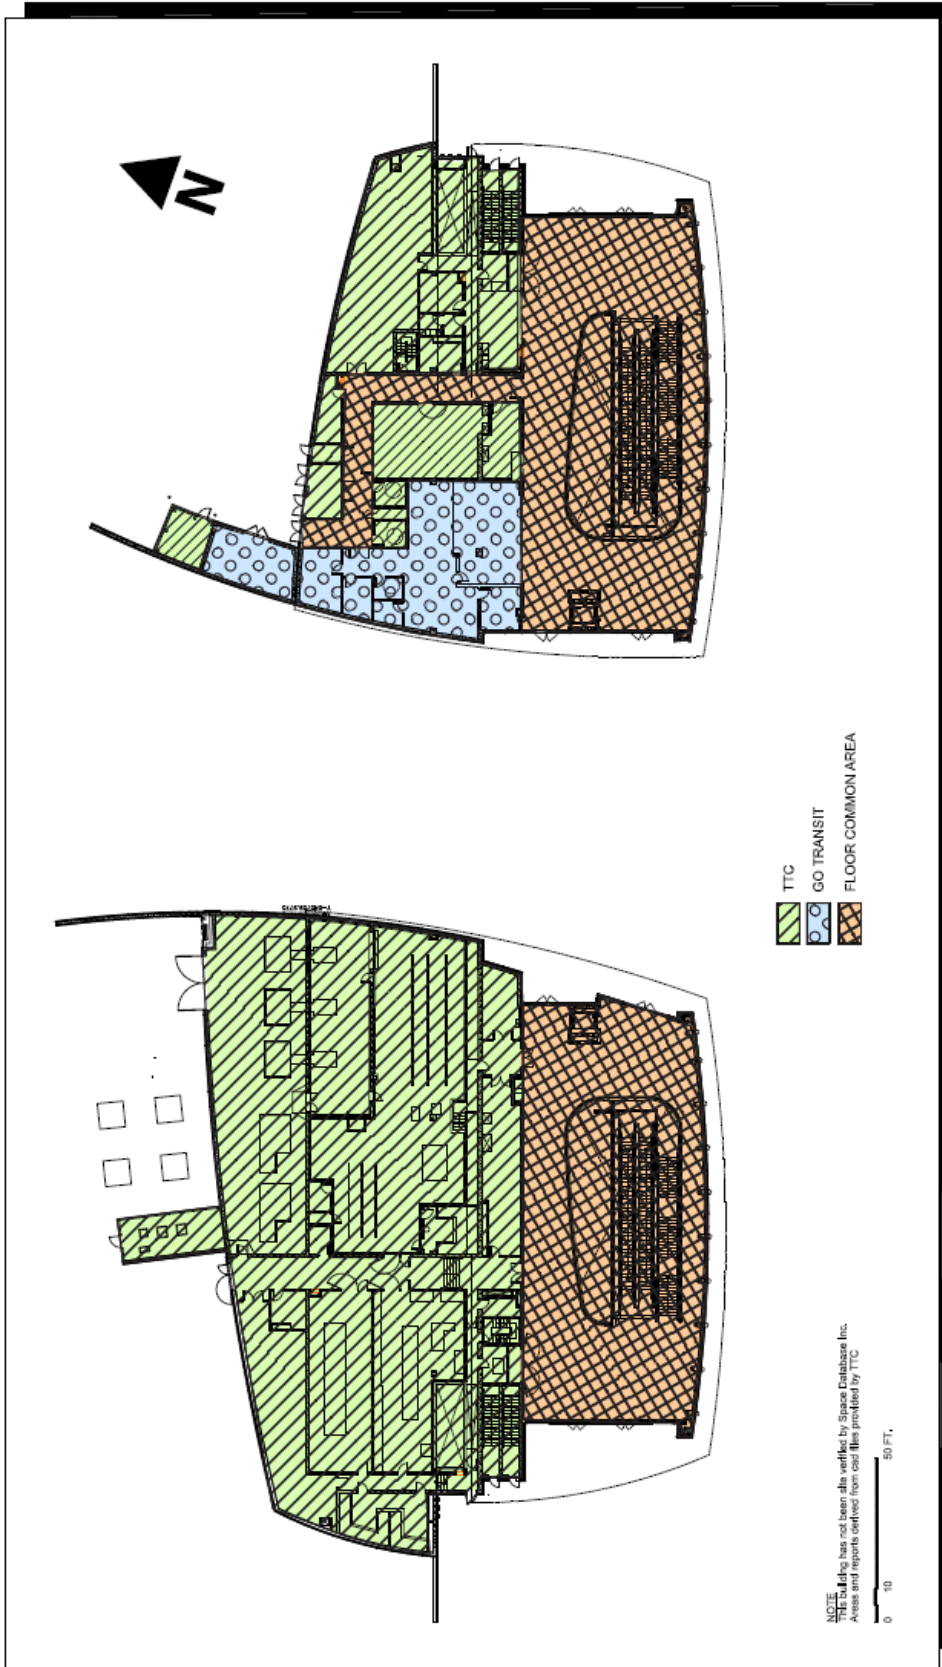 N
TTC
GO TRANSIT
FLOOR COMMON AREA
NOTE
This building has not been site verified by Space Database Inc.
Areas and reports derived from cad files provided by TTC
0 10 50 FT.